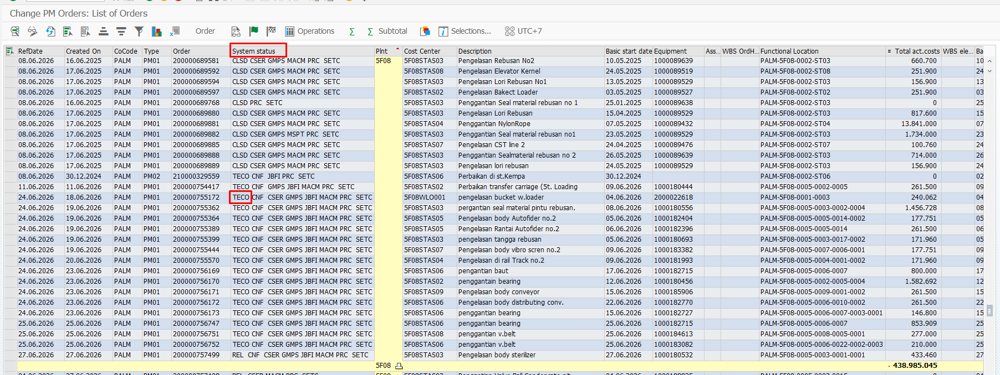 Change PM Orders: List of Orders
Order Operations Σ Σ Subtotal Selections... UTC+7
RefDate Created On CoCode Type Order System status Plnt Cost Center Description Basic start date Equipment Ass... WBS OrdH... Functional Location Σ Total act.costs WBS ele... Ba
08.06.2026 16.06.2025 PALM PM01 200000689581 CLSD CSER GMPS MACM PRC SETC 5F08 5F08STAS03 Pengelasan Rebusan No2 10.05.2025 1000089639 PALM-5F08-0002-ST03 660.700 10
08.06.2026 17.06.2025 PALM PM01 200000689592 CLSD CSER GMPS MACM PRC SETC 5F08STAS08 Pengelasan Elevator Kernel 24.05.2025 1000089519 PALM-5F08-0002-ST08 251.900 24
08.06.2026 17.06.2025 PALM PM01 200000689594 CLSD CSER GMPS MACM PRC SETC 5F08STAS03 Pengelasan Lori Rebusan No1 13.05.2025 1000089529 PALM-5F08-0002-ST03 156.900 13
08.06.2026 17.06.2025 PALM PM01 200000689597 CLSD CSER GMPS MACM PRC SETC 5F08STAS02 Pengelasan Bakect Loader 03.05.2025 1000089527 PALM-5F08-0002-ST02 251.900 03
08.06.2026 16.06.2025 PALM PM01 200000689768 CLSD PRC SETC 5F08STAS03 Penggantian Seal material rebusan no 1 25.01.2025 1000089638 PALM-5F08-0002-ST03 0 25
08.06.2026 17.06.2025 PALM PM01 200000689880 CLSD CSER GMPS MACM PRC SETC 5F08STAS03 Pengelasan Lori Rebusan 15.04.2025 1000089529 PALM-5F08-0002-ST03 817.600 15
08.06.2026 17.06.2025 PALM PM01 200000689881 CLSD CSER GMPS MACM PRC SETC 5F08STAS04 Penggantian NylonRope 07.05.2025 1000089432 PALM-5F08-0002-ST04 13.841.000 07
08.06.2026 17.06.2025 PALM PM01 200000689882 CLSD CSER GMPS MSPT PRC SETC 5F08STAS03 Penggantian Seal material rebusan no1 23.05.2025 1000089529 PALM-5F08-0002-ST03 1.734.000 23
08.06.2026 17.06.2025 PALM PM01 200000689885 CLSD CSER GMPS MACM PRC SETC 5F08STAS07 Pengelasan CST line 2 24.04.2025 1000089476 PALM-5F08-0002-ST07 100.760 24
08.06.2026 17.06.2025 PALM PM01 200000689888 CLSD CSER GMPS MACM PRC SETC 5F08STAS03 Penggantian Sealmaterial rebusan no 2 26.05.2025 1000089639 PALM-5F08-0002-ST03 714.000 26
08.06.2026 17.06.2025 PALM PM01 200000689889 CLSD CSER GMPS MACM PRC SETC 5F08STAS03 Pengelasan lori rebusan 24.05.2025 1000089529 PALM-5F08-0002-ST03 156.900 24
08.06.2026 30.12.2024 PALM PM02 210000329559 TECO CNF JBFI PRC SETC 5F08STAS06 Perbaikan di st.Kempa 30.12.2024 PALM-5F08-0002-ST06 0 02
11.06.2026 11.06.2026 PALM PM01 200000754417 TECO CNF GMPS JBFI MACM PRC SETC 5F08STAS02 Perbaikan transfer carriage (5t. Loading 09.06.2026 1000180444 PALM-5F08-0005-0002-0005 261.500 09
24.06.2026 18.06.2026 PALM PM01 200000755172 TECO CNF CSER GMPS JBFI MACM PRC SETC 5F08WLO001 pengelasan bucket w.loader 04.06.2026 2000022618 PALM-5F08-0001-0003 240.062 04
24.06.2026 19.06.2026 PALM PM01 200000755362 TECO CNF CSER GMPS JBFI MACM PRC SETC 5F08STAS03 pergantian seal material pintu rebusan. 08.06.2026 1000180556 PALM-5F08-0005-0003-0002-0004 1.456.728 08
24.06.2026 19.06.2026 PALM PM01 200000755364 TECO CNF CSER GMPS JBFI MACM PRC SETC 5F08STAS05 Pengelasan body Autofider no.2 05.06.2026 1000182404 PALM-5F08-0005-0005-0014-0002 177.751 05
24.06.2026 19.06.2026 PALM PM01 200000755389 TECO CNF CSER GMPS JBFI MACM PRC SETC 5F08STAS05 Pengelasan Rantai Autofider no.2 06.06.2026 1000182396 PALM-5F08-0005-0005-0014 261.500 06
24.06.2026 19.06.2026 PALM PM01 200000755399 TECO CNF CSER GMPS JBFI MACM PRC SETC 5F08STAS03 pengelasan tangga rebusan 05.06.2026 1000180693 PALM-5F08-0005-0003-0017-0002 171.960 05
24.06.2026 19.06.2026 PALM PM01 200000755444 TECO CNF CSER GMPS JBFI MACM PRC SETC 5F08STAS07 Pengelasan body vibro scren no.2 09.06.2026 1000183382 PALM-5F08-0005-0007-0006-0001 177.751 09
24.06.2026 20.06.2026 PALM PM01 200000755570 TECO CNF CSER GMPS JBFI MACM PRC SETC 5F08STAS04 Pengelasan di rail Track no.2 09.06.2026 1000181993 PALM-5F08-0005-0004-0001-0002 171.960 09
24.06.2026 23.06.2026 PALM PM01 200000756169 TECO CNF CSER GMPS JBFI MACM PRC SETC 5F08STAS06 pengantian baut 17.06.2026 1000182715 PALM-5F08-0005-0006-0007 800.000 17
24.06.2026 23.06.2026 PALM PM01 200000756170 TECO CNF CSER GMPS JBFI MACM PRC SETC 5F08STAS02 penggantain bearing 12.06.2026 1000180456 PALM-5F08-0005-0002-0005-0004 1.582.692 12
24.06.2026 23.06.2026 PALM PM01 200000756171 TECO CNF CSER GMPS JBFI MACM PRC SETC 5F08STAS09 Pengelasan body conveyor 15.06.2026 1000185906 PALM-5F08-0005-0009-0001-0002 261.500 15
24.06.2026 23.06.2026 PALM PM01 200000756172 TECO CNF CSER GMPS JBFI MACM PRC SETC 5F08STAS06 Pengelasan body distributing conv. 22.06.2026 1000182770 PALM-5F08-0005-0006-0010-0002 261.500 22
24.06.2026 23.06.2026 PALM PM01 200000756173 TECO CNF CSER GMPS JBFI MACM PRC SETC 5F08STAS06 penggantian bearing 15.06.2026 1000182727 PALM-5F08-0005-0006-0007-0003-0001 146.800 15
25.06.2026 25.06.2026 PALM PM01 200000756747 TECO CNF CSER GMPS JBFI MACM PRC SETC 5F08STAS06 penggantian bearing 25.06.2026 1000182715 PALM-5F08-0005-0006-0007 853.909 25
25.06.2026 25.06.2026 PALM PM01 200000756751 TECO CNF CSER GMPS JBFI MACM PRC SETC 5F08STAS08 penggantian v.belt 25.06.2026 1000184613 PALM-5F08-0005-0008-0005-0001 277.000 25
25.06.2026 25.06.2026 PALM PM01 200000756752 TECO CNF CSER GMPS JBFI MACM PRC SETC 5F08STAS06 penggantian v.belt 25.06.2026 1000183082 PALM-5F08-0005-0006-0022-0002-0003 210.000 25
27.06.2026 27.06.2026 PALM PM01 200000757499 REL CNF CSER GMPS JBFI MACM PRC SETC 5F08STAS03 Pengelasan body sterilizer 27.06.2026 1000180532 PALM-5F08-0005-0003-0001-0001 433.460 27
5F08 438.985.045